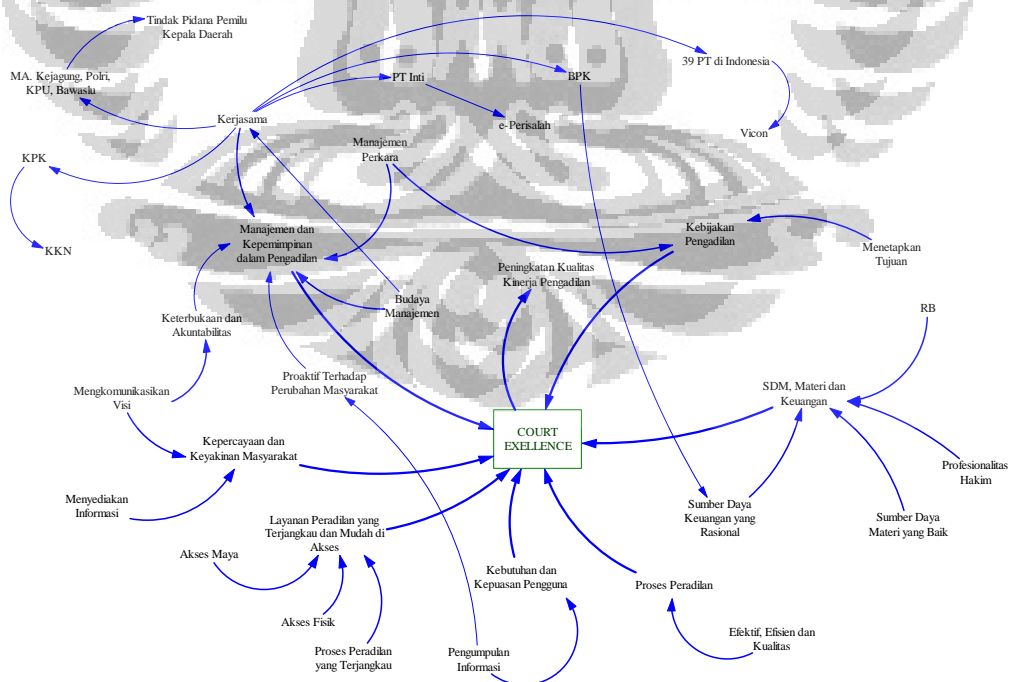 Tindak Pidana Pemilu
Kepala Daerah
MA. Kejagung, Polri,
KPU, Bawaslu
PT Inti
BPK
39 PT di Indonesia
Kerjasama
e-Perisalah
Vicon
Manajemen
Perkara
KPK
KKN
Manajemen dan
Kepemimpinan
dalam Pengadilan
Kebijakan
Pengadilan
Menetapkan
Tujuan
Peningkatan Kualitas
Kinerja Pengadilan
Budaya
Manajemen
Keterbukaan dan
Akuntabilitas
RB
Proaktif Terhadap
Perubahan Masyarakat
Mengkomunikasikan
Visi
SDM, Materi dan
Keuangan
COURT
EXELLENCE
Kepercayaan dan
Keyakinan Masyarakat
Profesionalitas
Hakim
Menyediakan
Informasi
Sumber Daya
Keuangan yang
Rasional
Sumber Daya
Materi yang Baik
Layanan Peradilan yang
Terjangkau dan Mudah di
Akses
Akses Maya
Kebutuhan dan
Kepuasan Pengguna
Proses Peradilan
Akses Fisik
Efektif, Efisien dan
Kualitas
Proses Peradilan
yang Terjangkau
Pengumpulan
Informasi